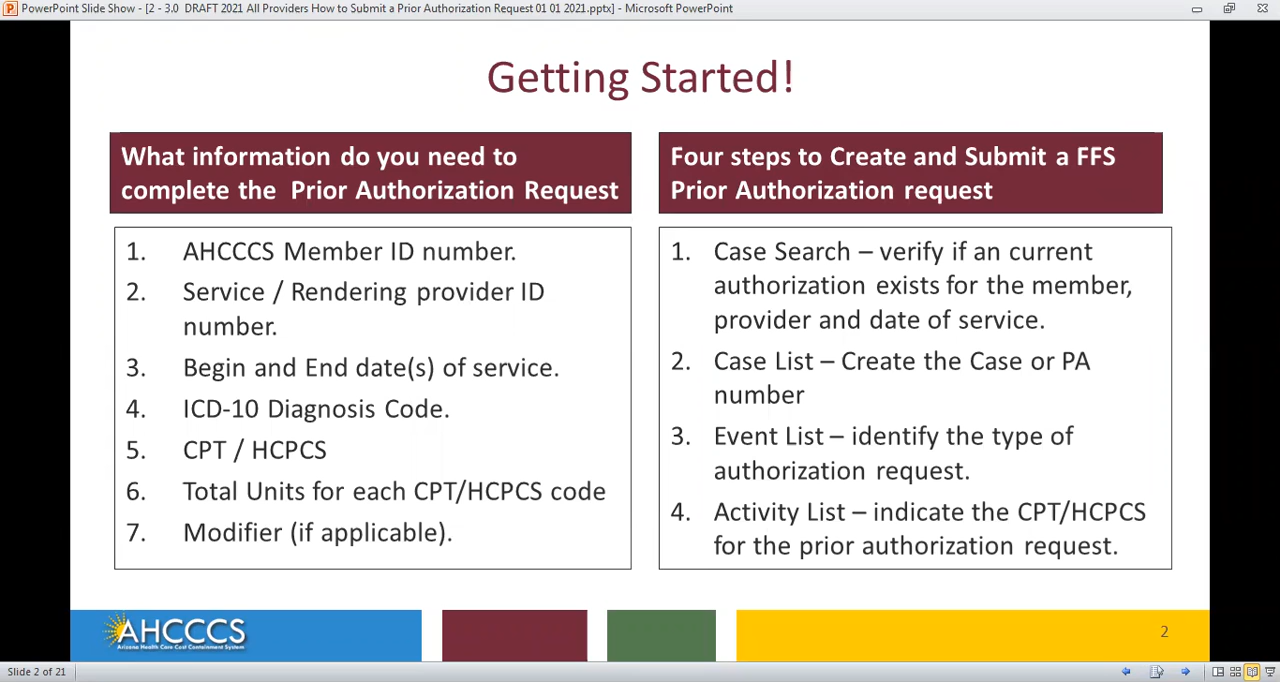 PowerPoint Slide Show - [2 - 3.0  DRAFT 2021 All Providers How to Submit a Prior Authorization Request 01 01 2021.pptx] - Microsoft PowerPoint
Getting Started!
What information do you need to
complete the  Prior Authorization Request
1. AHCCCS Member ID number.
2. Service / Rendering provider ID
number.
3. Begin and End date(s) of service.
4. ICD-10 Diagnosis Code.
5. CPT / HCPCS
6. Total Units for each CPT/HCPCS code
7. Modifier (if applicable).
Four steps to Create and Submit a FFS
Prior Authorization request
1. Case Search – verify if an current
authorization exists for the member,
provider and date of service.
2. Case List – Create the Case or PA
number
3. Event List – identify the type of
authorization request.
4. Activity List – indicate the CPT/HCPCS
for the prior authorization request.
AHCCCS
Arizona Health Care Cost Containment System
2
Slide 2 of 21